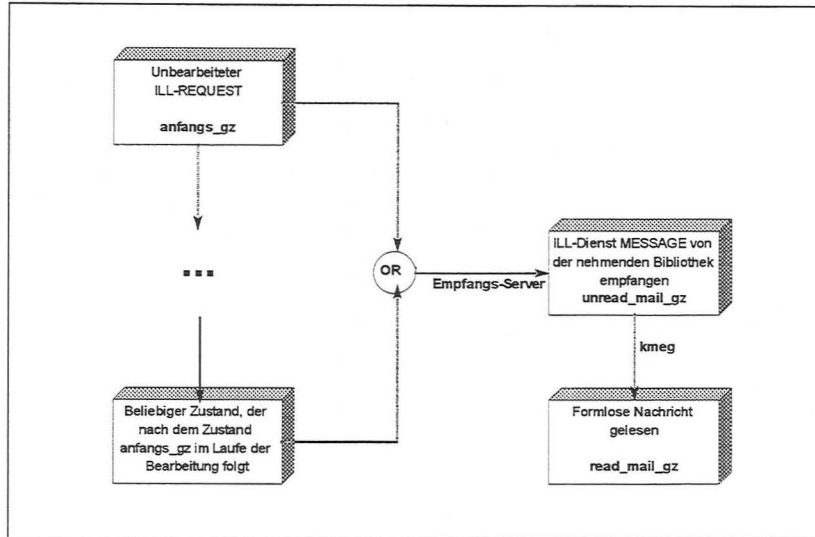 Unbearbeiteter
ILL-REQUEST
anfangs_gz
...
Beliebiger Zustand, der
nach dem Zustand
anfangs_gz im Laufe der
Bearbeitung folgt
OR
Empfangs-Server
ILL-Dienst MESSAGE von
der nehmenden Bibliothek
empfangen
unread_mail_gz
kmeg
Formlose Nachricht
gelesen
read_mail_gz